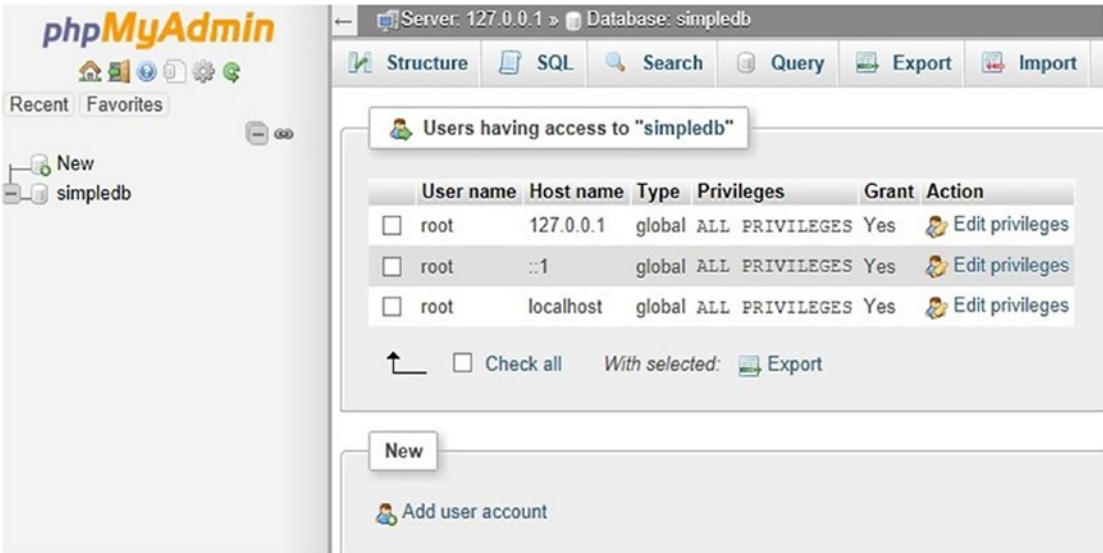 phpMyAdmin
Recent Favorites
New
simpledb
Server: 127.0.0.1 » Database: simpledb
Structure SQL Search Query Export Import
Users having access to "simpledb"
User name Host name Type Privileges Grant Action
root 127.0.0.1 global ALL PRIVILEGES Yes Edit privileges
root ::1 global ALL PRIVILEGES Yes Edit privileges
root localhost global ALL PRIVILEGES Yes Edit privileges
Check all With selected: Export
New
Add user account